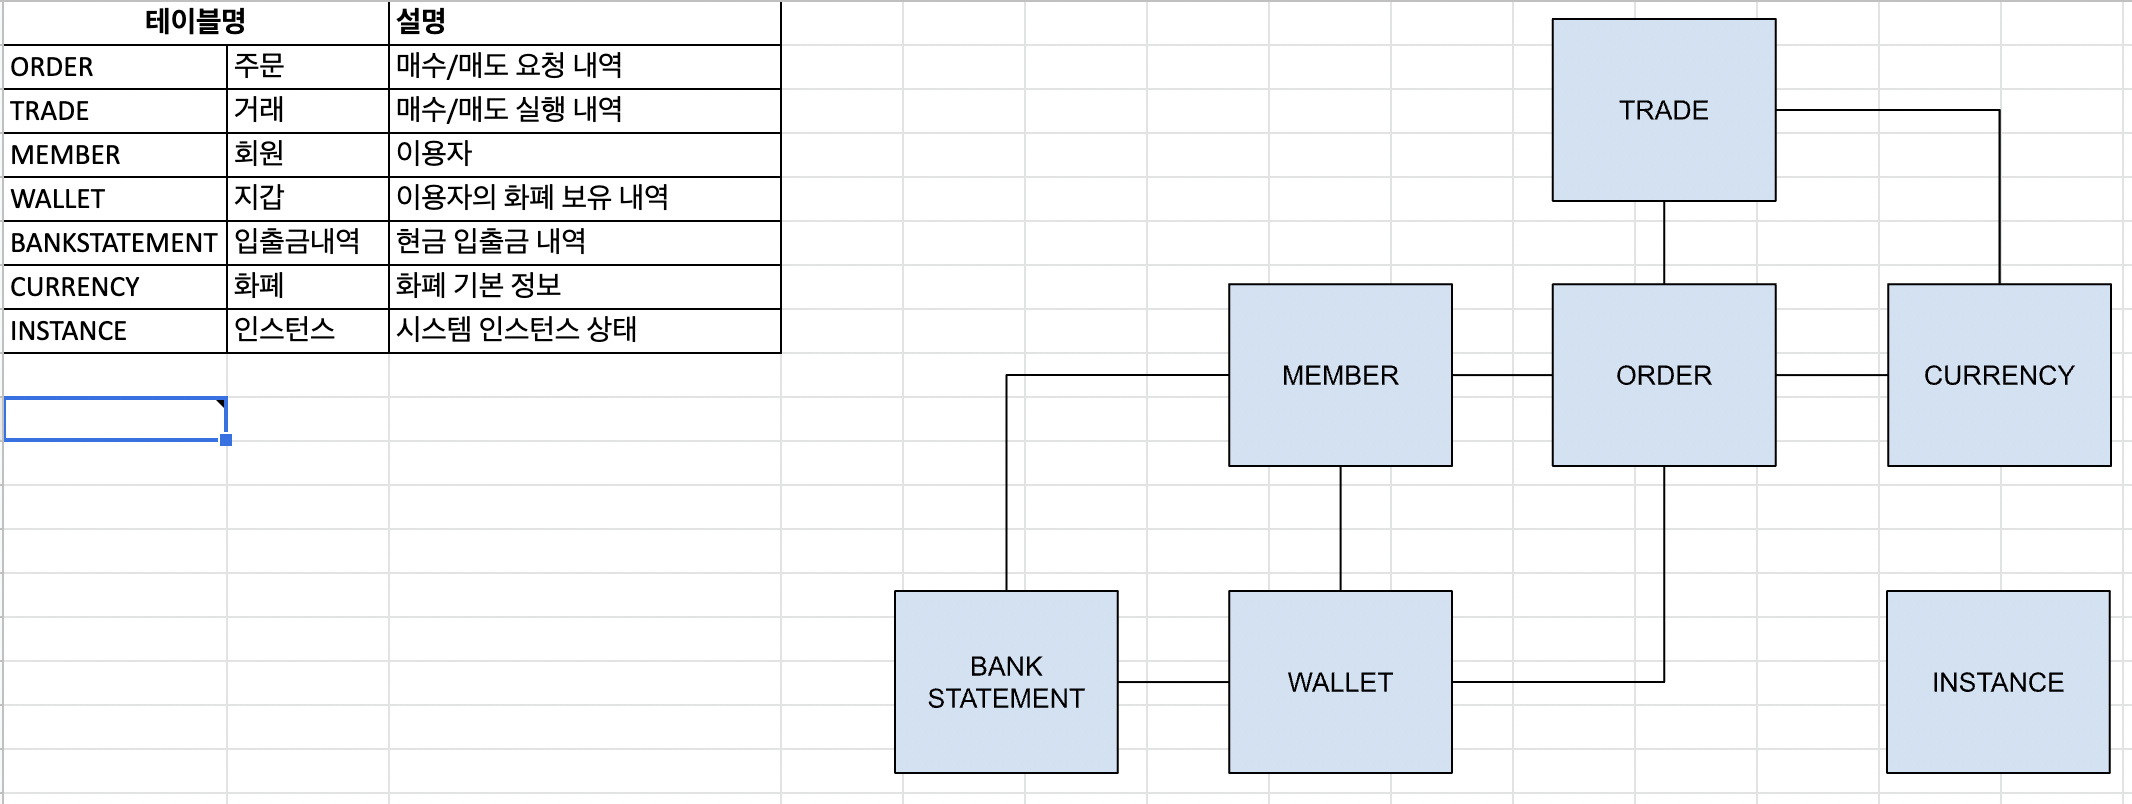 테이블명 설명
ORDER 주문 매수/매도 요청 내역
TRADE 거래 매수/매도 실행 내역
MEMBER 회원 이용자
WALLET 지갑 이용자의 화폐 보유 내역
BANKSTATEMENT 입출금내역 현금 입출금 내역
CURRENCY 화폐 화폐 기본 정보
INSTANCE 인스턴스 시스템 인스턴스 상태
TRADE
MEMBER
ORDER
CURRENCY
BANK
STATEMENT
WALLET
INSTANCE